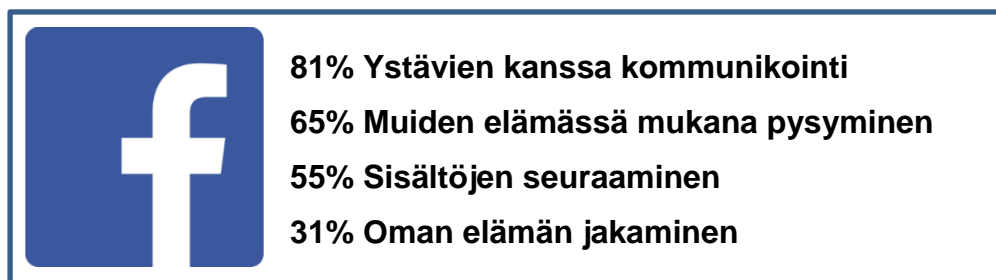 81% Ystävien kanssa kommunikointi
65% Muiden elämässä mukana pysyminen
55% Sisältöjen seuraaminen
31% Oman elämän jakaminen